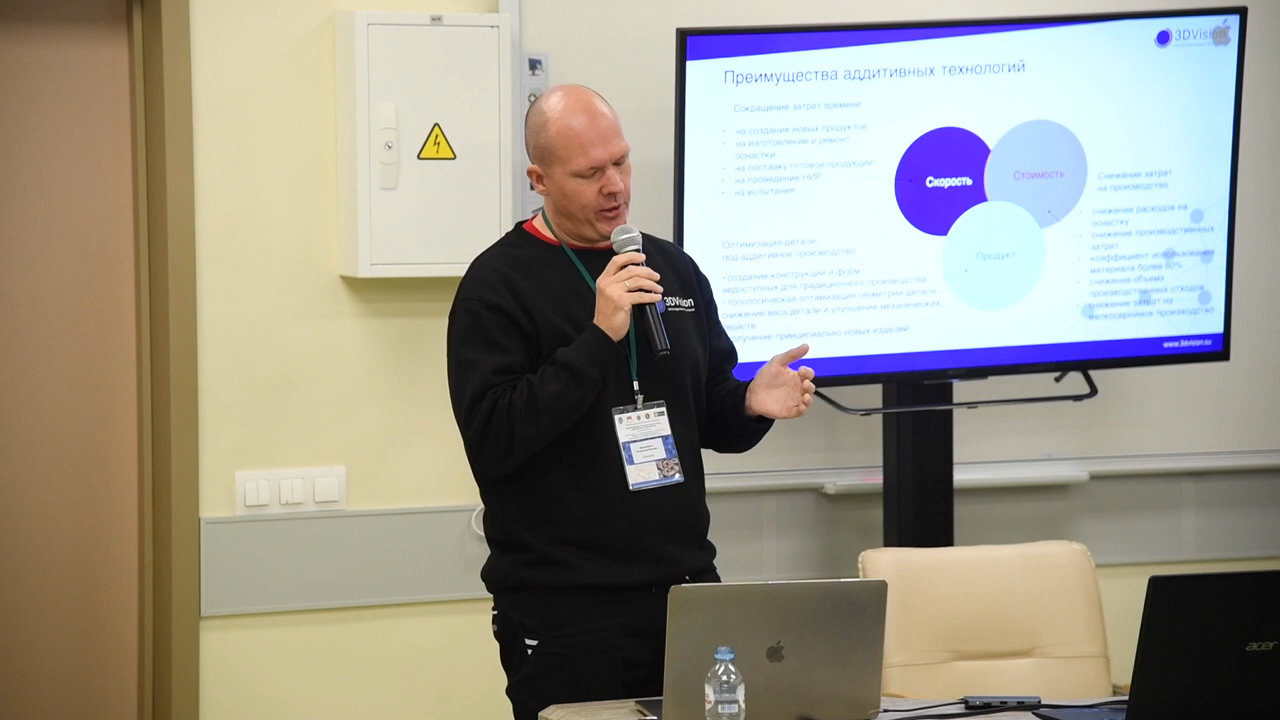 3DVision
Преимущества аддитивных технологий
Сокращение затрат времени:
• на создание новых продуктов
• на изготовление и ремонт
оснастки
• на поставку готовой продукции
• на проведение НИР
• на испытания
Скорость
Стоимость
Продукт
Снижение затрат
на производство
• снижение расходов на
оснастку
• снижение производственных
затрат
• коэффициент использования
материала более 80%
• снижение объема
производственных отходов
• снижение затрат на
мелкосерийное производство
Оптимизация детали
под аддитивное производство
• создание конструкций и форм
недоступных для традиционного производства
• топологическая оптимизация геометрии детали
снижение веса детали и улучшение механических
свойств
получение принципиально новых изделий
www.3dvision.su
3DVision
acer